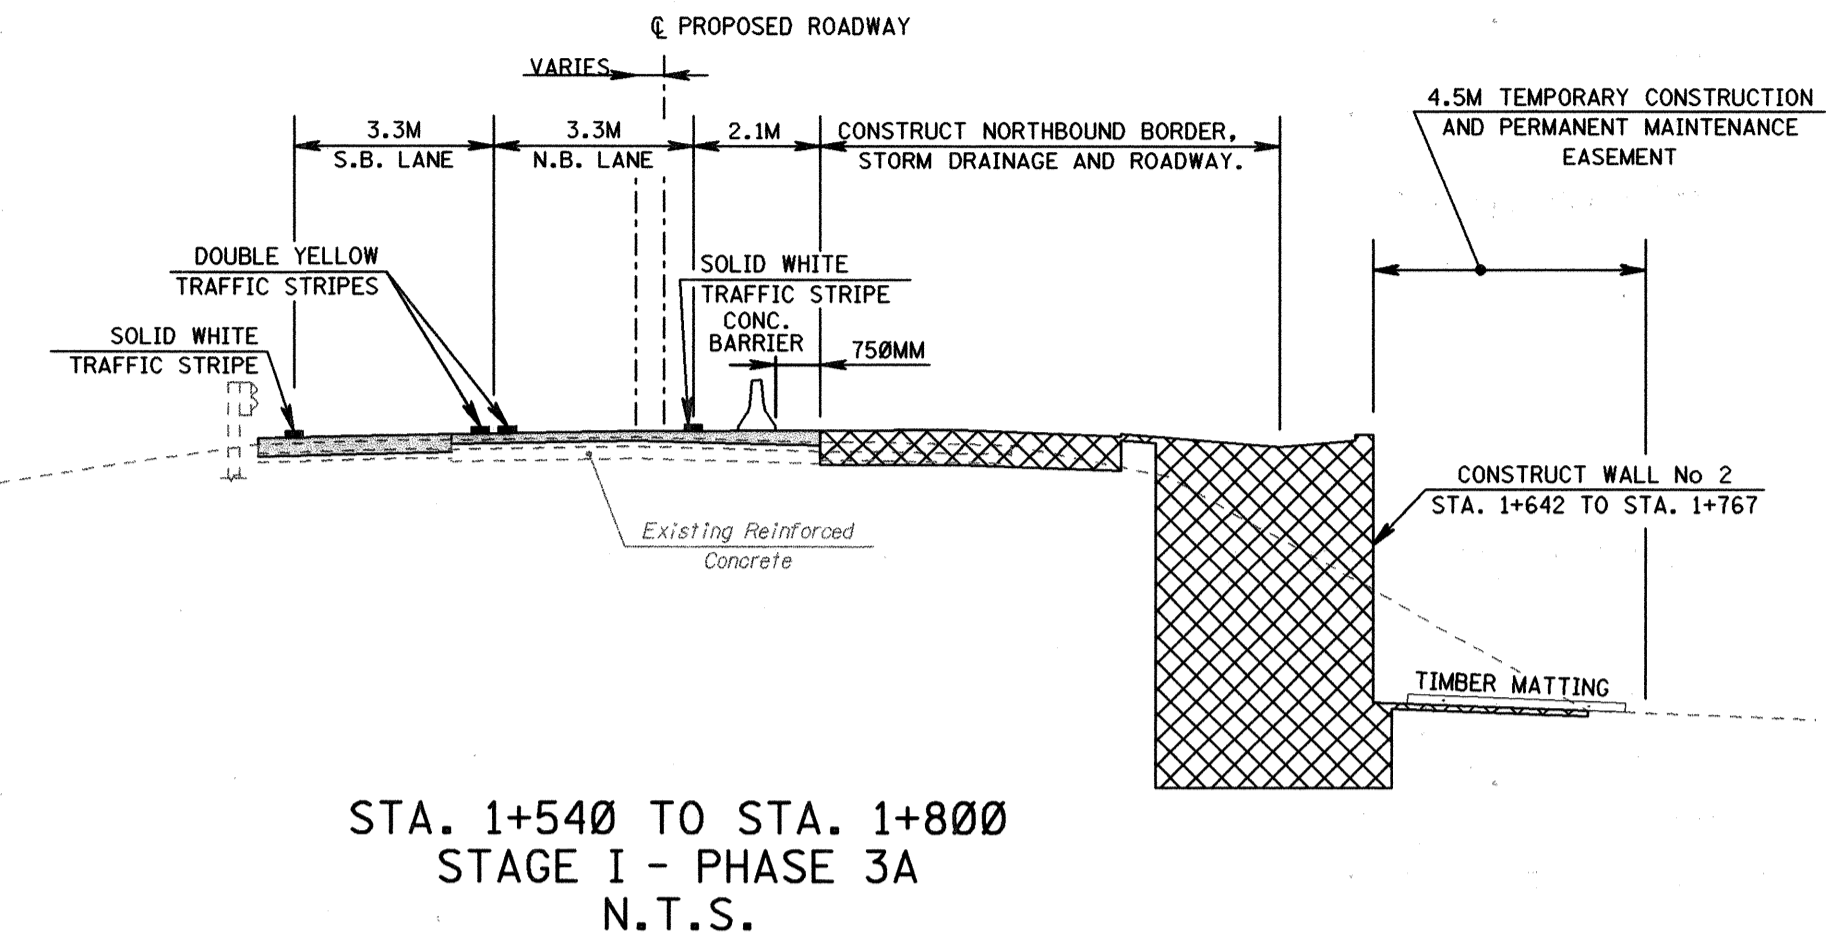 ℄ PROPOSED ROADWAY
VARIES
4.5M TEMPORARY CONSTRUCTION
AND PERMANENT MAINTENANCE
EASEMENT
3.3M
S.B. LANE
3.3M
N.B. LANE
2.1M
CONSTRUCT NORTHBOUND BORDER,
STORM DRAINAGE AND ROADWAY.
DOUBLE YELLOW
TRAFFIC STRIPES
SOLID WHITE
TRAFFIC STRIPE
SOLID WHITE
TRAFFIC STRIPE
CONC.
BARRIER
750MM
CONSTRUCT WALL No 2
STA. 1+642 TO STA. 1+767
Existing Reinforced
Concrete
TIMBER MATTING
STA. 1+540 TO STA. 1+800
STAGE I - PHASE 3A
N.T.S.